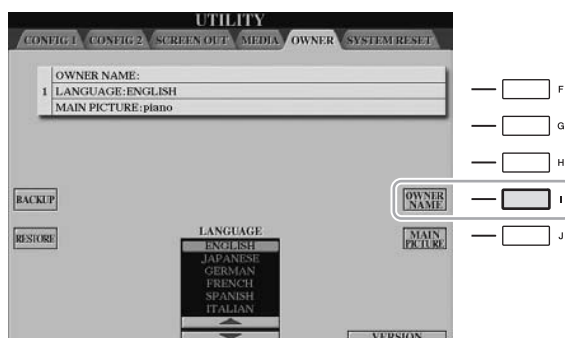 UTILITY
CONFIG 1 CONFIG 2 SCREEN OUT MEDIA OWNER SYSTEM RESET
OWNER NAME:
1 LANGUAGE:ENGLISH
MAIN PICTURE:piano
F
G
H
BACKUP
OWNER
NAME
I
RESTORE
LANGUAGE
MAIN
PICTURE
J
ENGLISH
JAPANESE
GERMAN
FRENCH
SPANISH
ITALIAN
VERSION